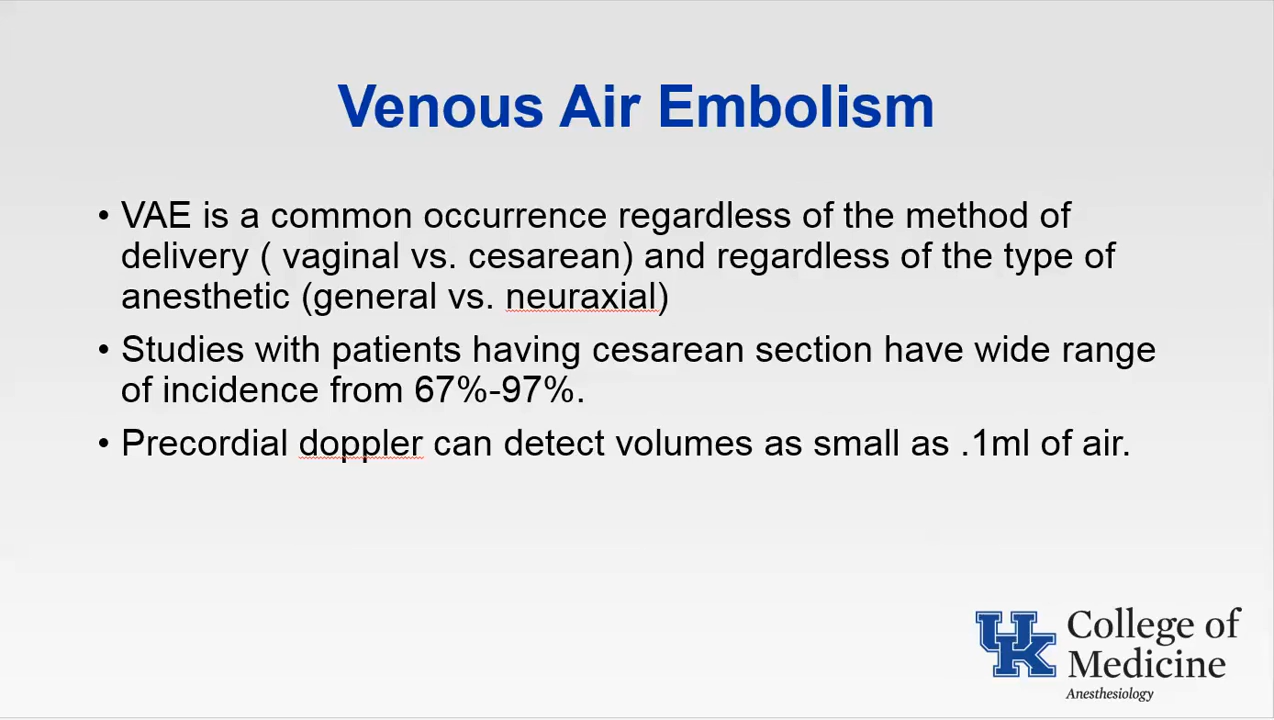 Venous Air Embolism
• VAE is a common occurrence regardless of the method of
delivery ( vaginal vs. cesarean) and regardless of the type of
anesthetic (general vs. neuraxial)
• Studies with patients having cesarean section have wide range
of incidence from 67%-97%.
• Precordial doppler can detect volumes as small as .1ml of air.
UK
College of
Medicine
Anesthesiology